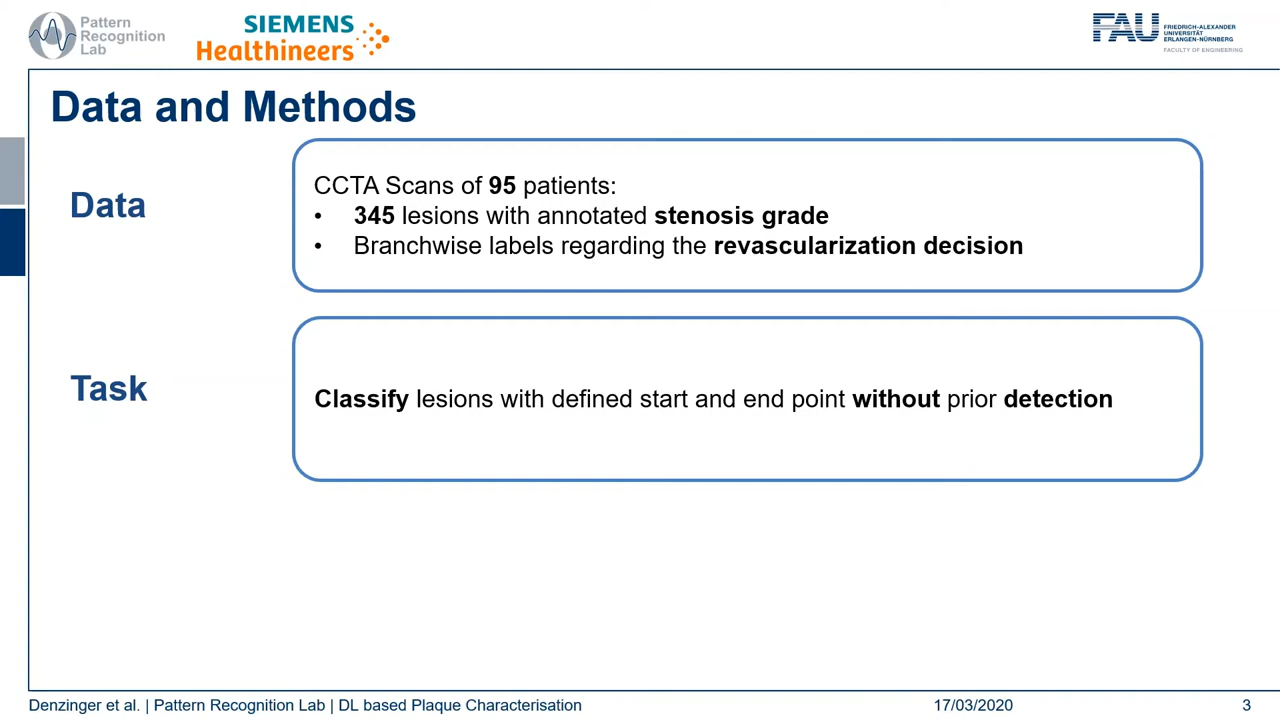 Pattern
Recognition
Lab
SIEMENS
Healthineers
FAU
FRIEDRICH-ALEXANDER
UNIVERSITÄT
ERLANGEN-NÜRNBERG
FACULTY OF ENGINEERING
Data and Methods
Data
CCTA Scans of 95 patients:
• 345 lesions with annotated stenosis grade
• Branchwise labels regarding the revascularization decision
Task
Classify lesions with defined start and end point without prior detection
Denzinger et al. | Pattern Recognition Lab | DL based Plaque Characterisation
17/03/2020
3